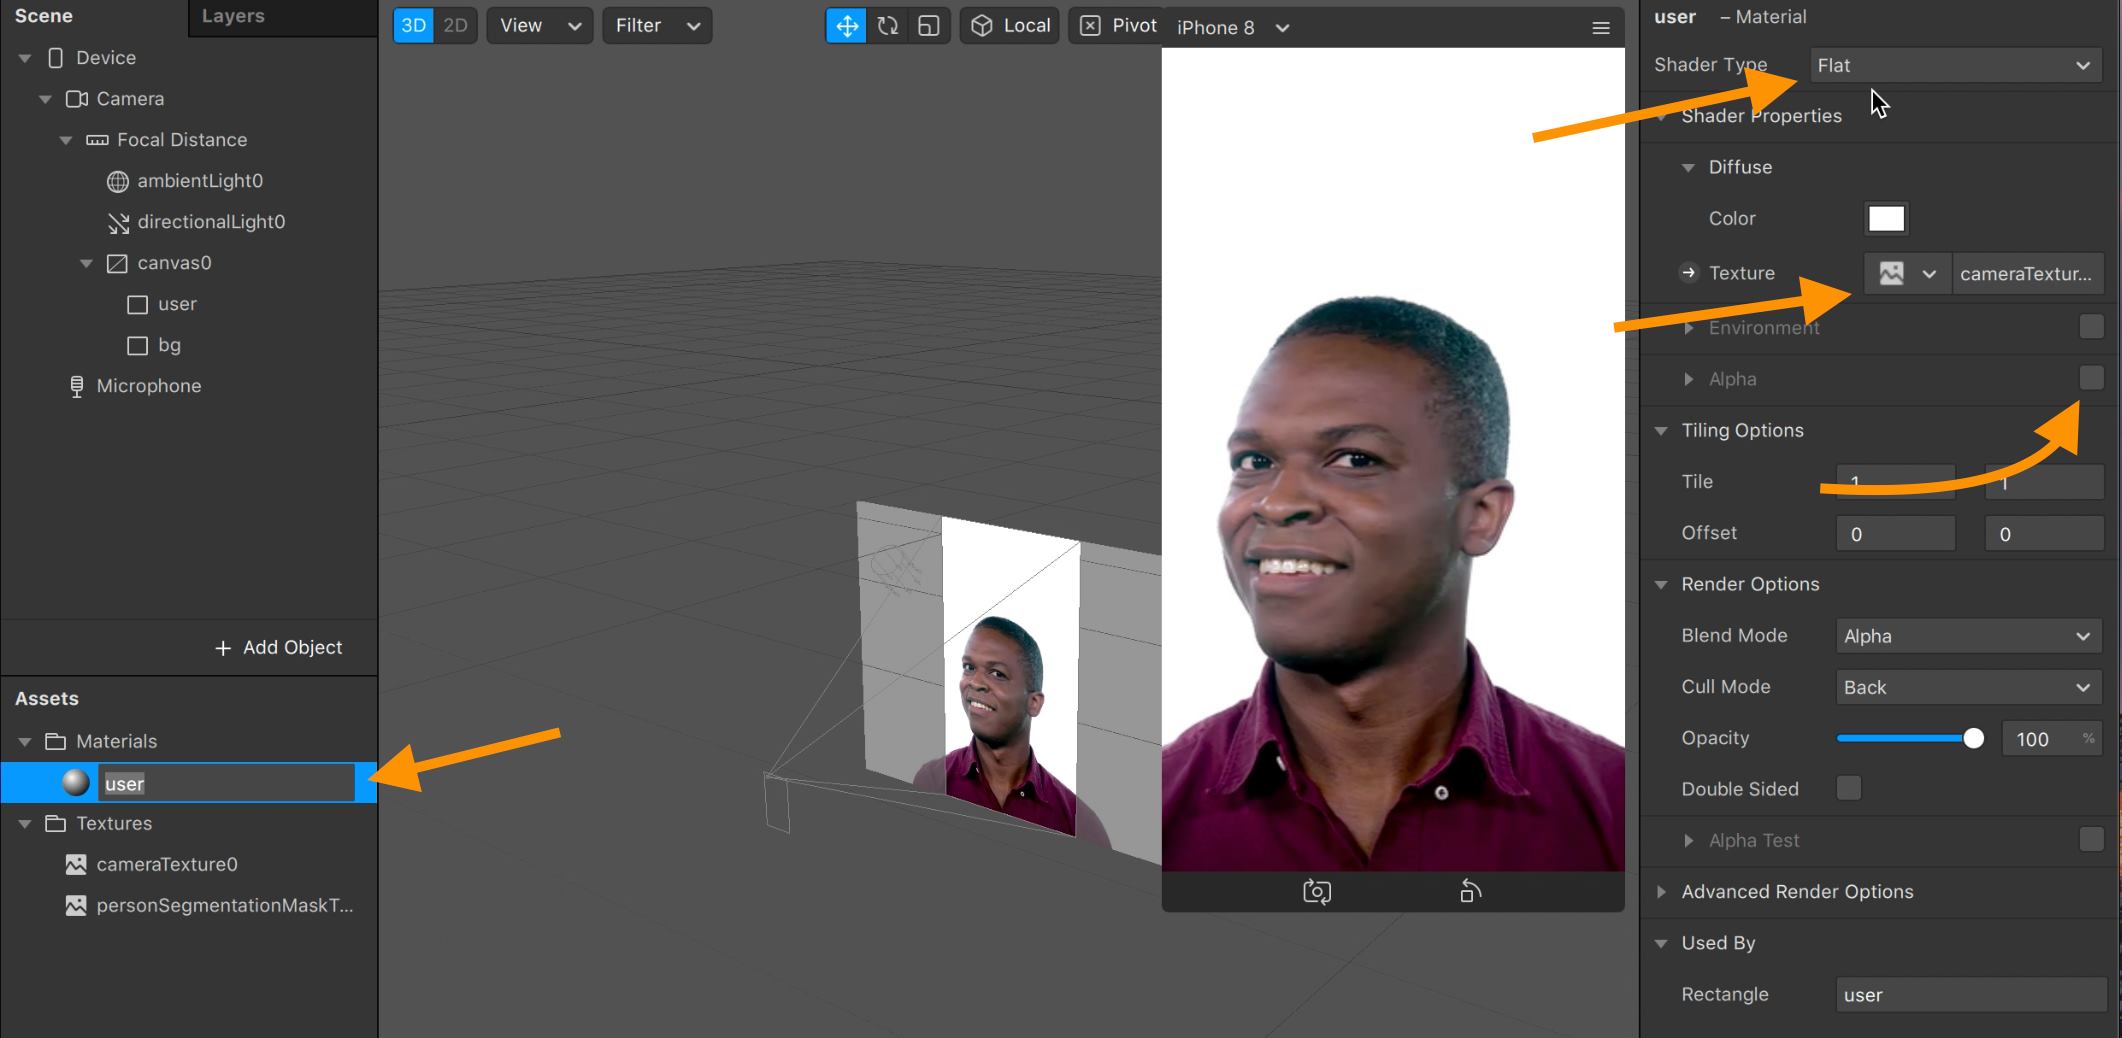 Scene
Layers
Device
Camera
Focal Distance
ambientLight0
directionalLight0
canvas0
user
bg
Microphone
+ Add Object
Assets
Materials
user
Textures
cameraTexture0
personSegmentationMaskT...
3D 2D View Filter Local Pivot
iPhone 8
user – Material
Shader Type Flat
Shader Properties
Diffuse
Color
Texture cameraTextur...
Environment
Alpha
Tiling Options
Tile 1 1
Offset 0 0
Render Options
Blend Mode Alpha
Cull Mode Back
Opacity 100 %
Double Sided
Alpha Test
Advanced Render Options
Used By
Rectangle user